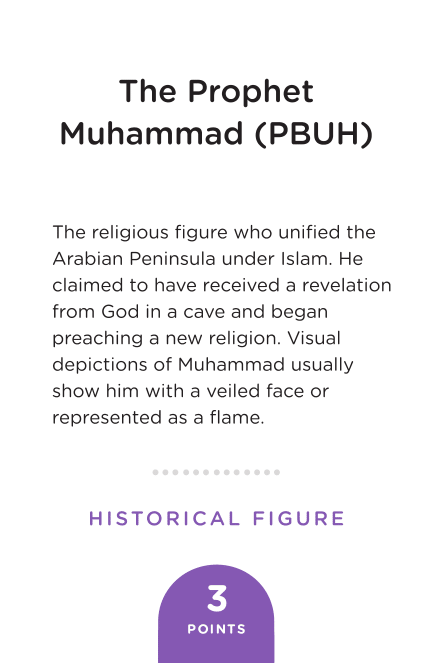 The Prophet
Muhammad (PBUH)
The religious figure who unified the
Arabian Peninsula under Islam. He
claimed to have received a revelation
from God in a cave and began
preaching a new religion. Visual
depictions of Muhammad usually
show him with a veiled face or
represented as a flame.
HISTORICAL FIGURE
3
POINTS